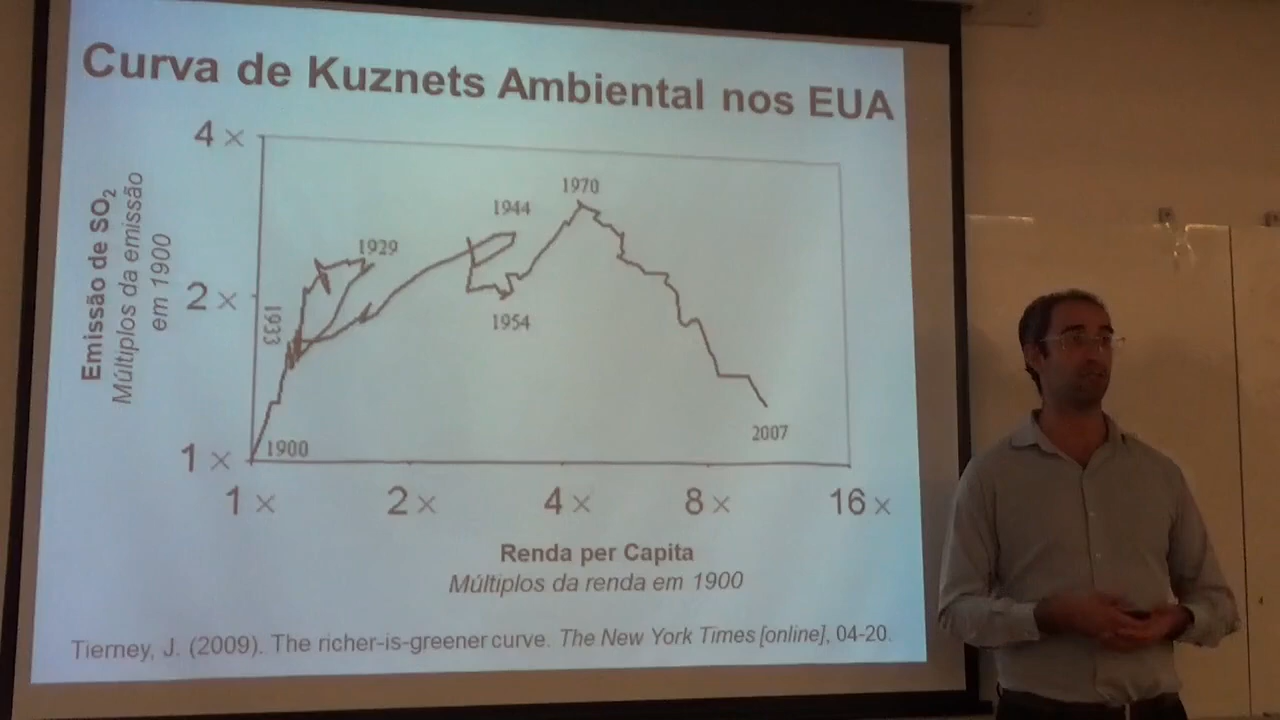 Curva de Kuznets Ambiental nos EUA
4 ×
2 ×
1 ×
Emissão de SO₂
Múltiplos da emissão
em 1900
1970
1944
1929
1933
1954
1900
2007
1 ×
2 ×
4 ×
8 ×
16 ×
Renda per Capita
Múltiplos da renda em 1900
Tierney, J. (2009). The richer-is-greener curve. The New York Times [online], 04-20.